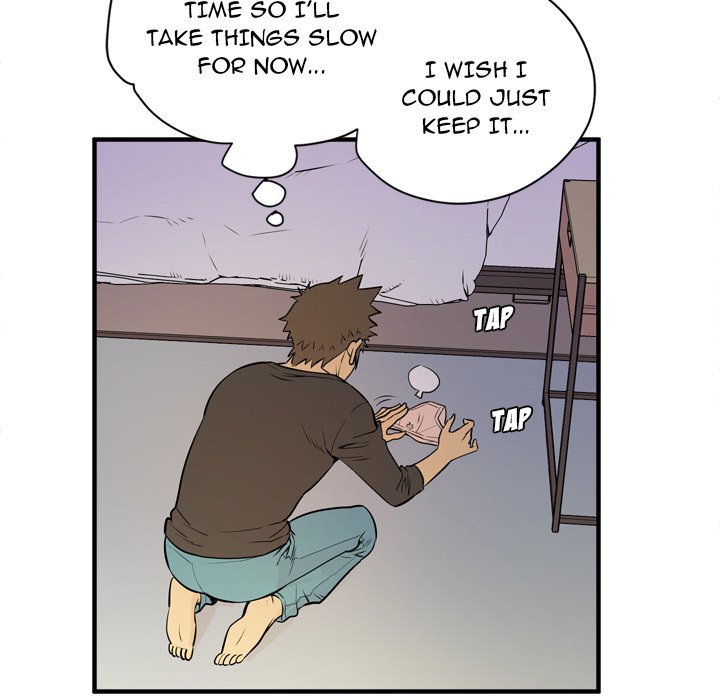 TIME SO I'LL
TAKE THINGS SLOW
FOR NOW...
I WISH I
COULD JUST
KEEP IT...
TAP
TAP